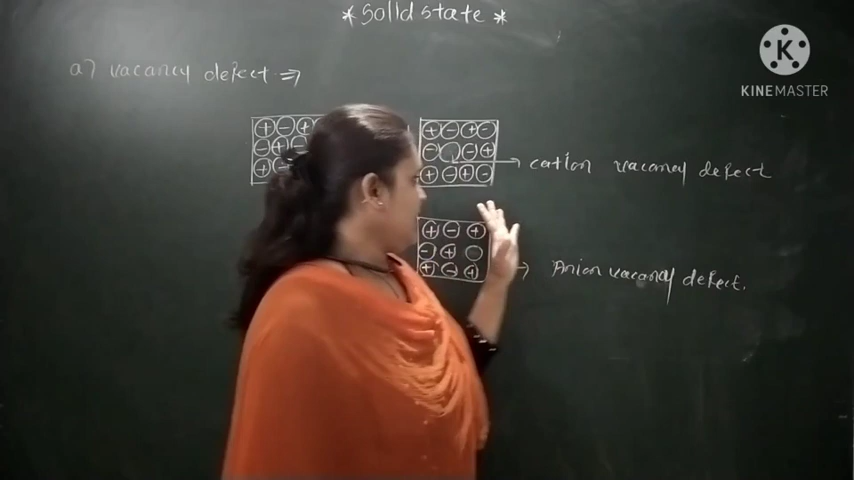 * Solid state *
a) vacancy defect ⇒
K
KINEMASTER
+ - +
- + -
+ -
+ - + -
- - +
+ - + -
→ cation vacancy defect
+ - +
- +
+ - +
→ Anion vacancy defect.